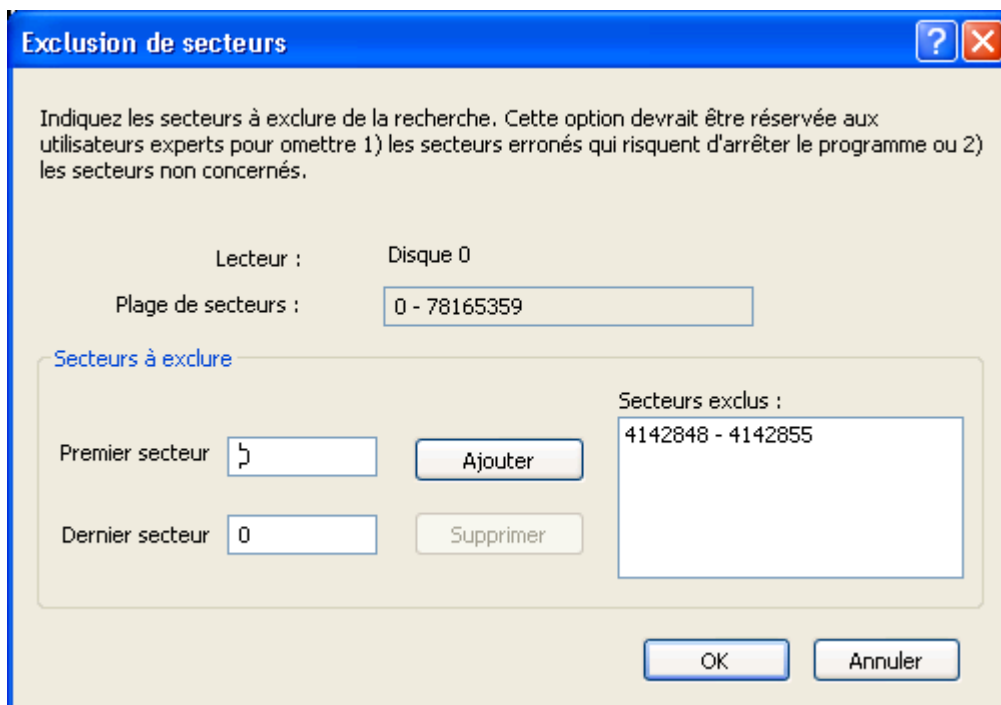 Exclusion de secteurs
Indiquez les secteurs à exclure de la recherche. Cette option devrait être réservée aux
utilisateurs experts pour omettre 1) les secteurs erronés qui risquent d'arrêter le programme ou 2)
les secteurs non concernés.
Lecteur :
Disque 0
Plage de secteurs :
0 - 78165359
Secteurs à exclure
Premier secteur
Ajouter
Dernier secteur
0
Supprimer
Secteurs exclus :
4142848 - 4142855
OK
Annuler